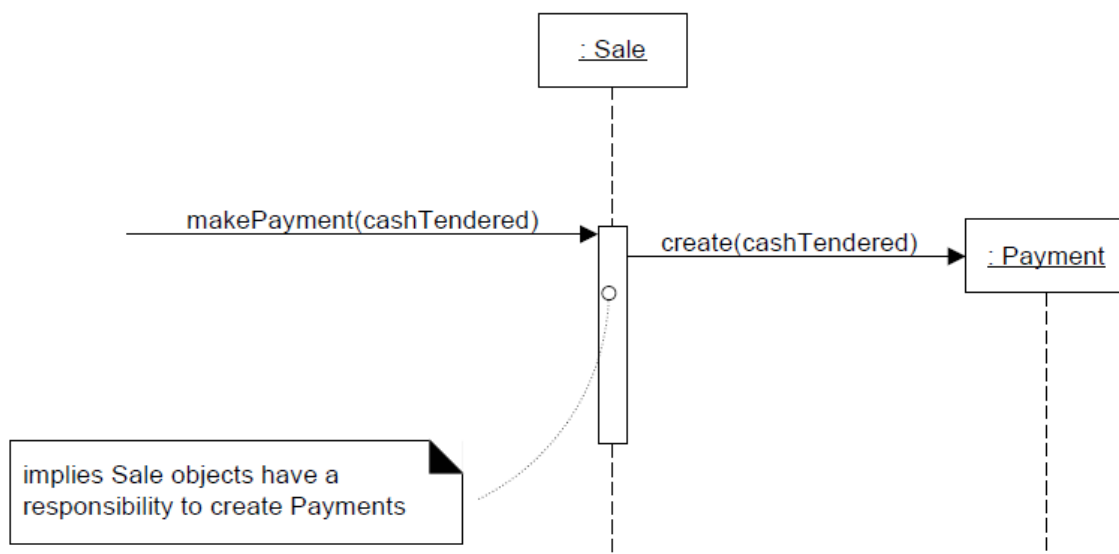 : Sale
makePayment(cashTendered)
create(cashTendered)
: Payment
implies Sale objects have a
responsibility to create Payments